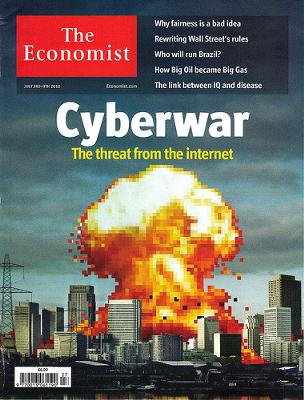 The
Economist
JULY 3RD–9TH 2010
Economist.com
Why fairness is a bad idea
Rewriting Wall Street's rules
Who will run Brazil?
How Big Oil became Big Gas
The link between IQ and disease
Cyberwar
The threat from the internet